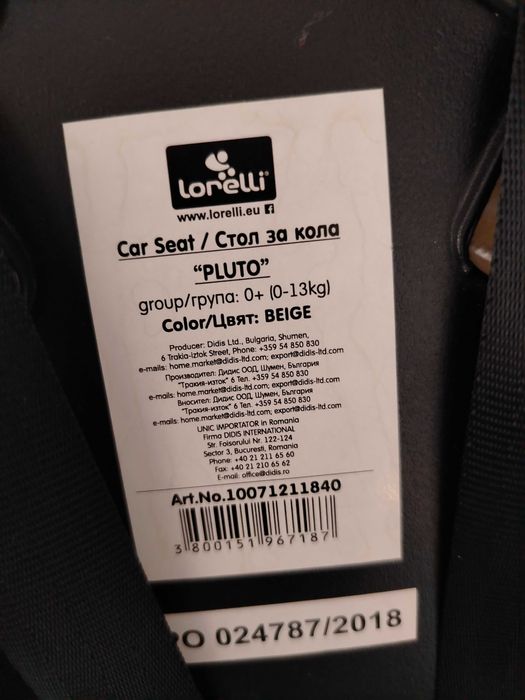 lorelli®
www.lorelli.eu
Car Seat / Стол за кола
“PLUTO”
group/група: 0+ (0-13kg)
Color/Цвят: BEIGE
Producer: Didis Ltd., Bulgaria, Shumen,
6 Trakia-iztok Street, Phone: +359 54 850 830
e-mails: home.market@didis-ltd.com; export@didis-ltd.com
Производител: Дидис ООД, Шумен, България
"Тракия-изток" 6 Тел. +359 54 850 830
e-mails: home.market@didis-ltd.com; export@didis-ltd.com
Вносител: Дидис ООД, Шумен, България
"Тракия-изток" 6 Тел. +359 54 850 830
e-mails: home.market@didis-ltd.com; export@didis-ltd.com
UNIC IMPORTATOR in Romania
Firma DIDIS INTERNATIONAL
Str. Foisorului Nr. 122-124
Sector 3, Bucuresti, Romania
Phone: +40 21 211 65 60
Fax: +40 21 210 65 62
E-mail: office@didis.ro
Art.No.10071211840
3 800151 967187
PO 024787/2018